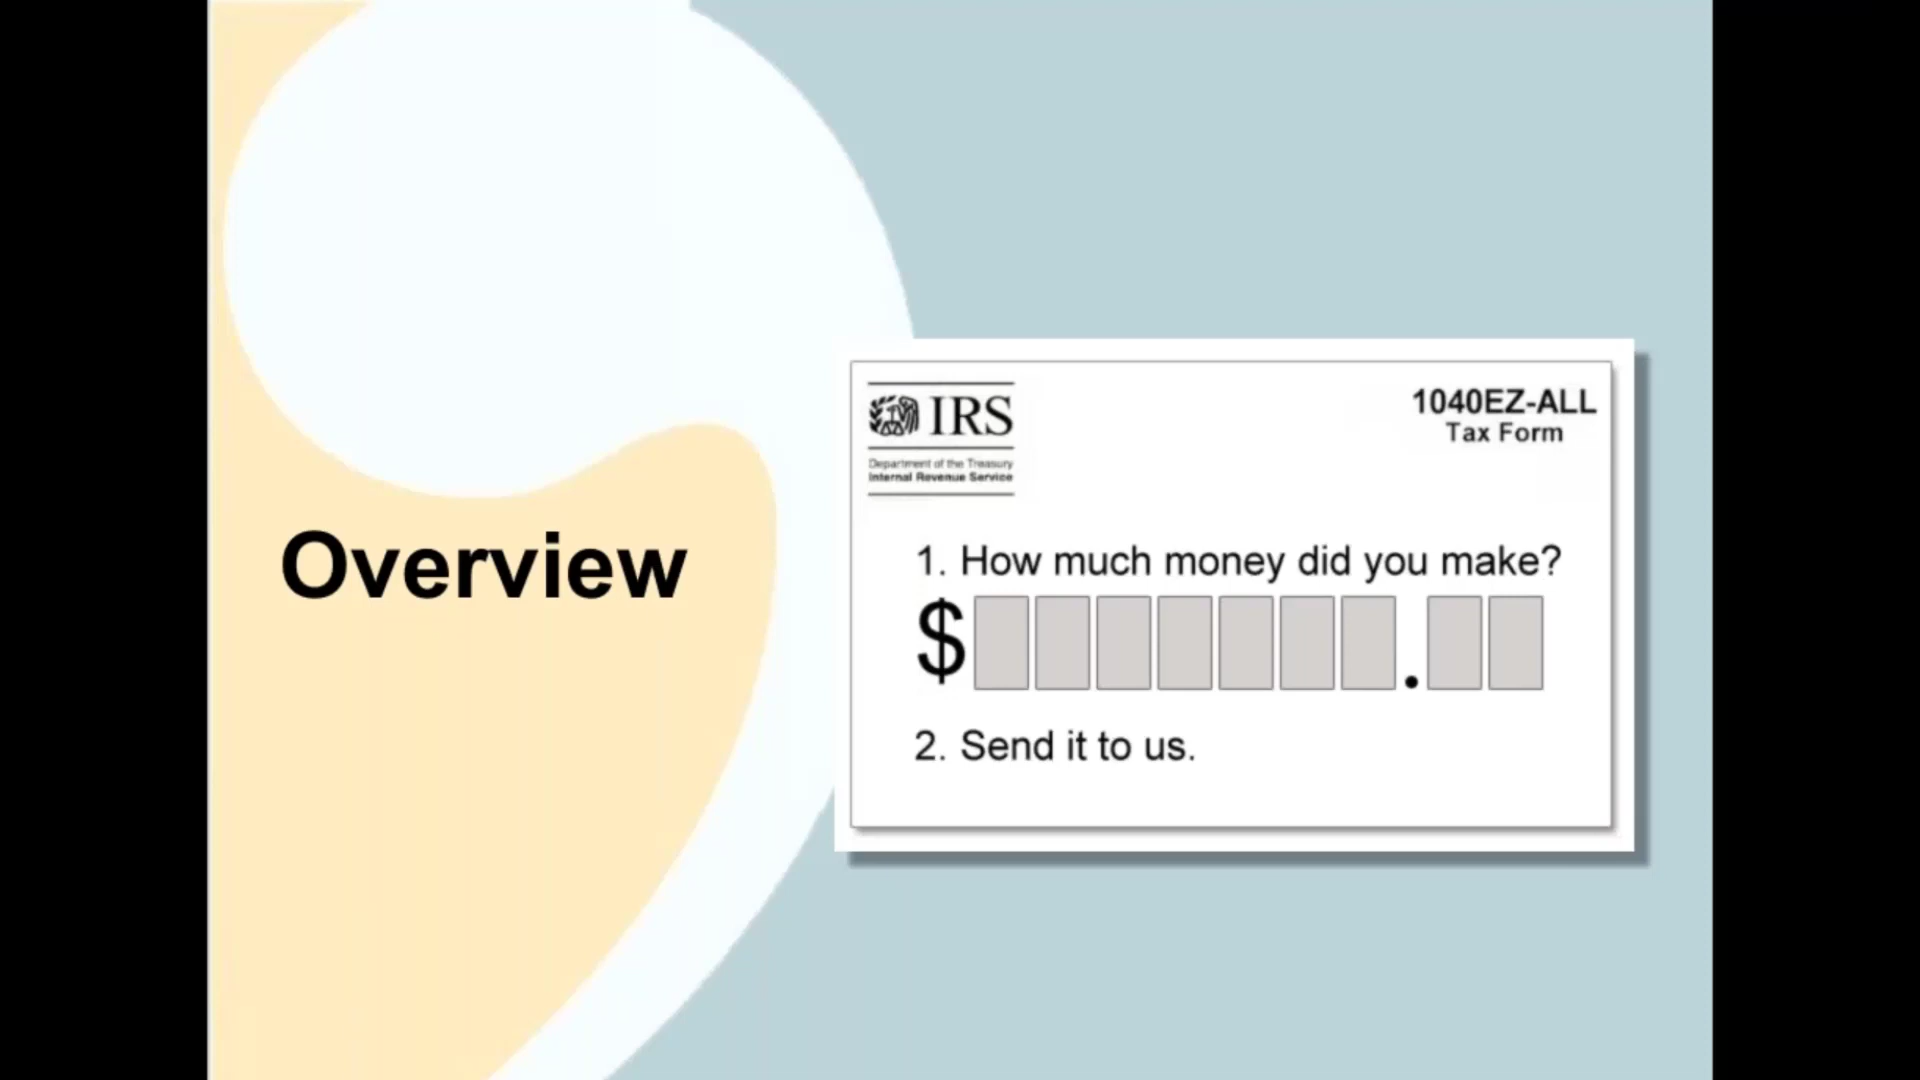 Overview
IRS
Department of the Treasury
Internal Revenue Service
1040EZ-ALL
Tax Form
1. How much money did you make?
$ .
2. Send it to us.